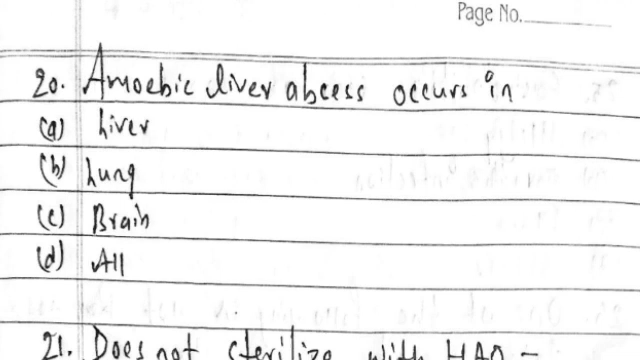 Page No.
20. Amoebic liver abcess occurs in
(a) Liver
(b) Lung
(c) Brain
(d) All
21. Does not sterilize with